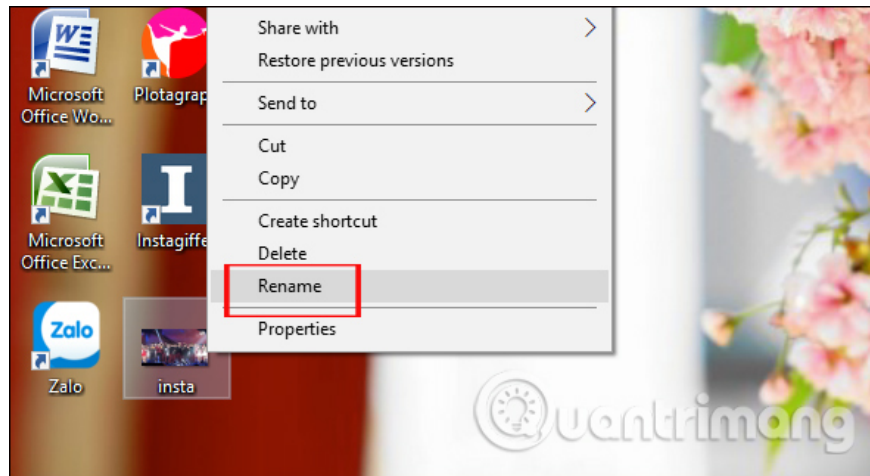 Share with
Restore previous versions
Send to
Cut
Copy
Create shortcut
Delete
Rename
Properties
W
Microsoft
Office Wo...
Plotagrap
X
Microsoft
Office Exc...
I
Instagiffe
Zalo
Zalo
insta
Quantrimang